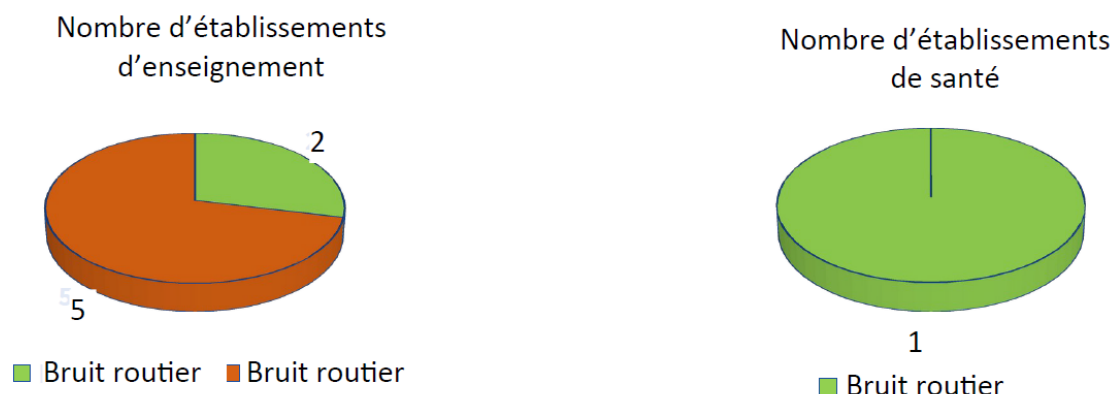 Nombre d’établissements
d’enseignement
2
5
Bruit routier Bruit routier
Nombre d’établissements
de santé
1
Bruit routier